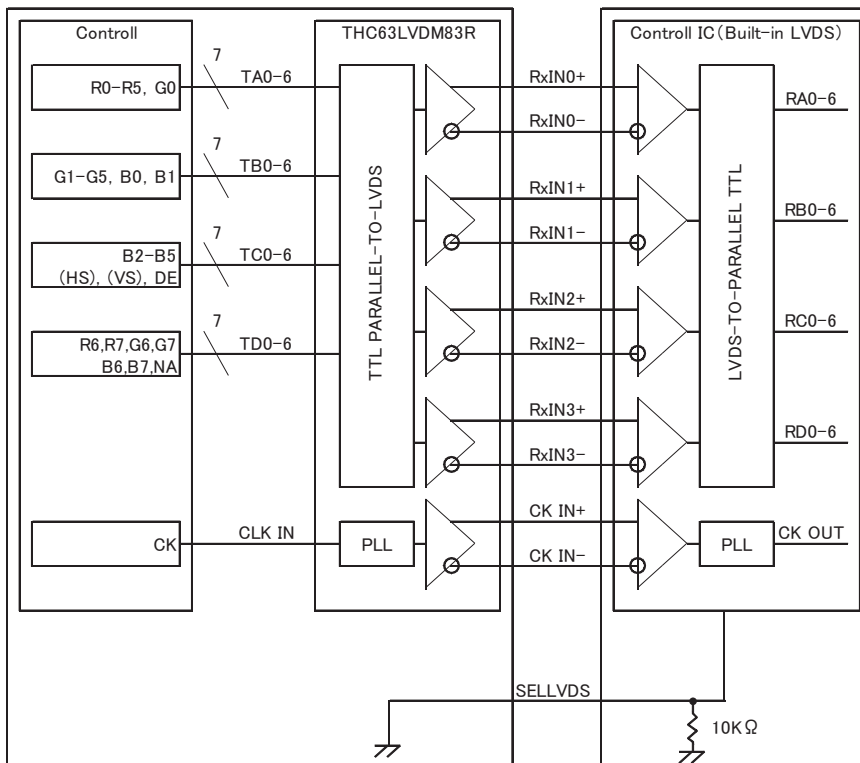 Controll
THC63LVDM83R
Controll IC(Built-in LVDS)
R0-R5, G0
7
TA0-6
RxIN0+
RxIN0-
RA0-6
G1-G5, B0, B1
7
TB0-6
RxIN1+
RxIN1-
RB0-6
B2-B5
(HS), (VS), DE
7
TC0-6
RxIN2+
RxIN2-
RC0-6
R6,R7,G6,G7
B6,B7,NA
7
TD0-6
RxIN3+
RxIN3-
RD0-6
TTL PARALLEL-TO-LVDS
LVDS-TO-PARALLEL TTL
CK
CLK IN
PLL
CK IN+
CK IN-
PLL
CK OUT
SELLVDS
10KΩ